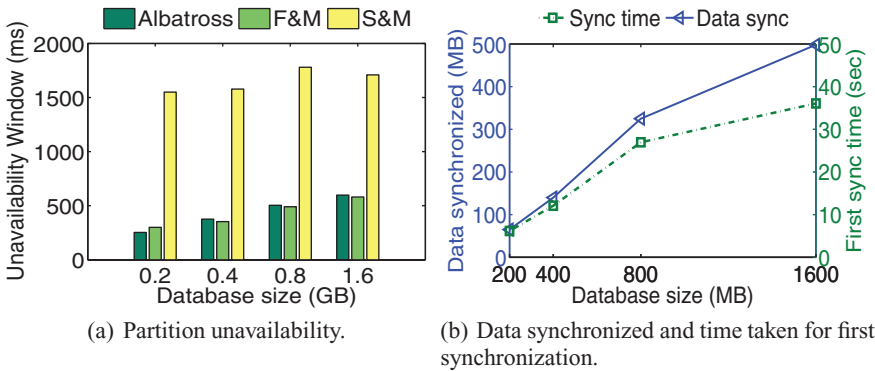 Albatross F&M S&M
Unavailability Window (ms)
2000
1500
1000
500
0
0.2 0.4 0.8 1.6
Database size (GB)
(a) Partition unavailability.
Sync time Data sync
Data synchronized (MB)
500
400
300
200
100
0
200 400 800 1600
Database size (MB)
50
40
30
20
10
0
First sync time (sec)
(b) Data synchronized and time taken for first
synchronization.